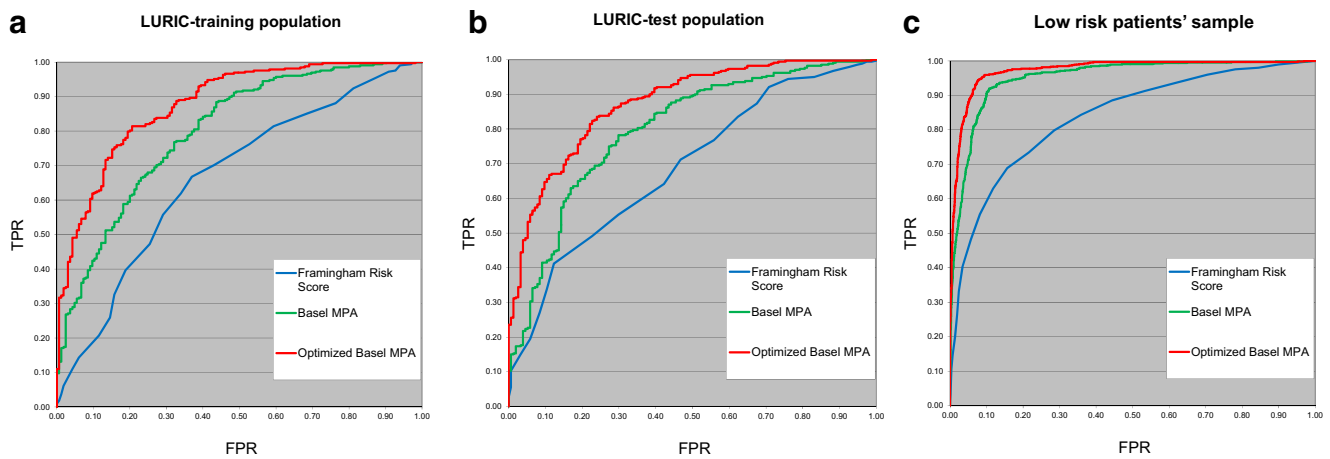 a
LURIC-training population
1.00
0.90
0.80
0.70
0.60
0.50
0.40
0.30
0.20
0.10
0.00
TPR
0.00 0.10 0.20 0.30 0.40 0.50 0.60 0.70 0.80 0.90 1.00
FPR
Framingham Risk
Score
Basel MPA
Optimized Basel MPA
b
LURIC-test population
1.00
0.90
0.80
0.70
0.60
0.50
0.40
0.30
0.20
0.10
0.00
TPR
0.00 0.10 0.20 0.30 0.40 0.50 0.60 0.70 0.80 0.90 1.00
FPR
Framingham Risk
Score
Basel MPA
Optimized Basel MPA
c
Low risk patients’ sample
1.00
0.90
0.80
0.70
0.60
0.50
0.40
0.30
0.20
0.10
0.00
TPR
0.00 0.10 0.20 0.30 0.40 0.50 0.60 0.70 0.80 0.90 1.00
FPR
Framingham Risk
Score
Basel MPA
Optimized Basel MPA